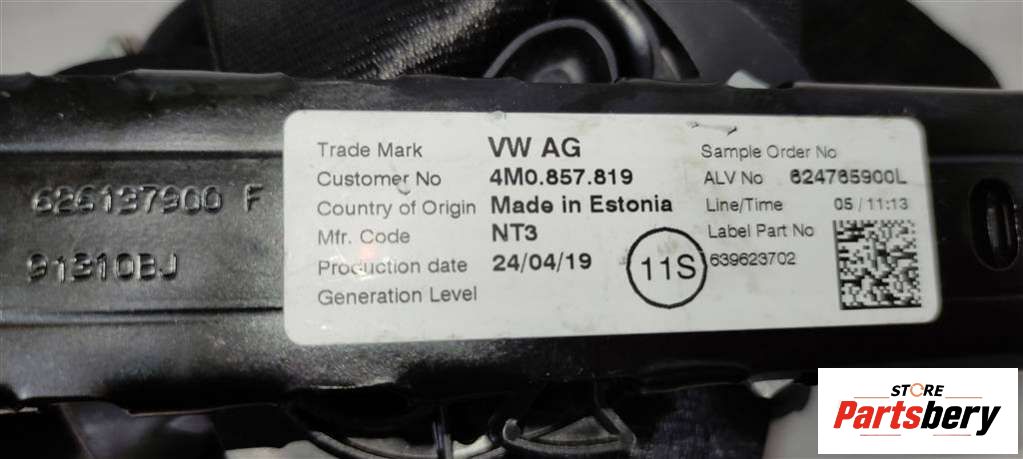 626137900 F
91310BJ
Trade Mark VW AG
Customer No 4M0.857.819
Country of Origin Made in Estonia
Mfr. Code NT3
Production date 24/04/19
Generation Level
11S
Sample Order No
ALV No 624765900L
Line/Time 05 / 11:13
Label Part No
639623702
STORE
Partsbery